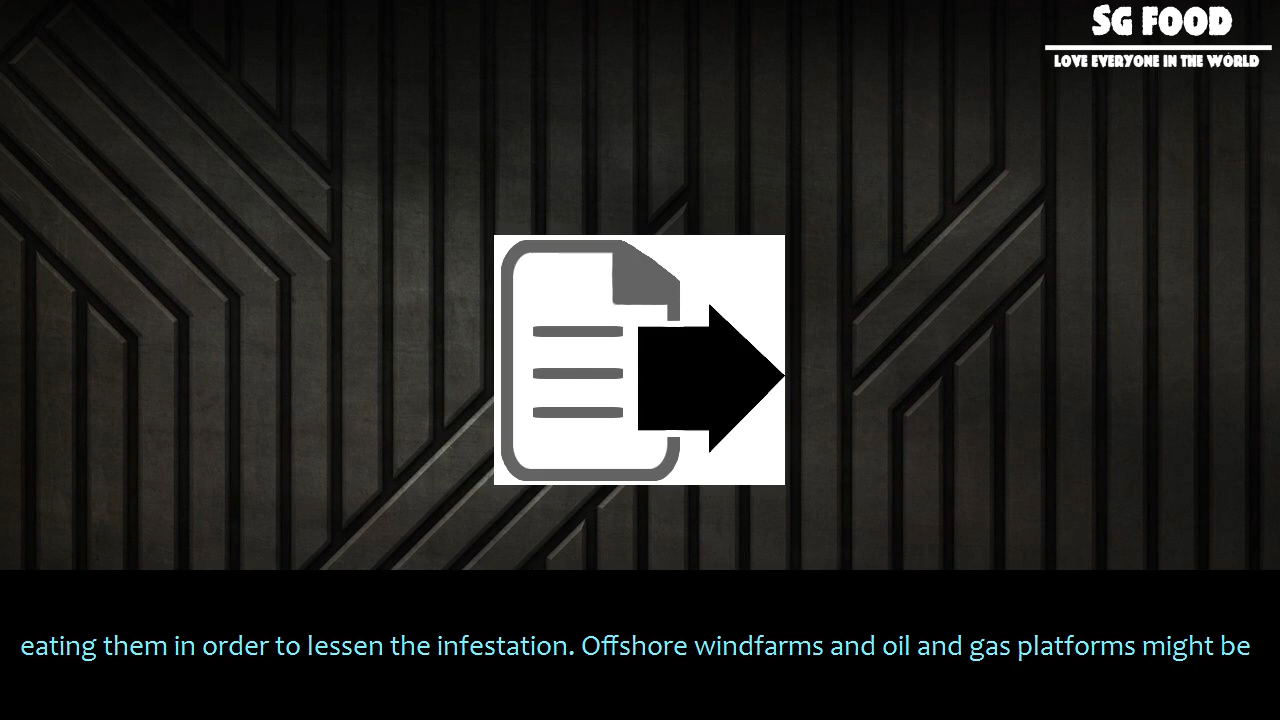 SG FOOD
LOVE EVERYONE IN THE WORLD
eating them in order to lessen the infestation. Offshore windfarms and oil and gas platforms might be